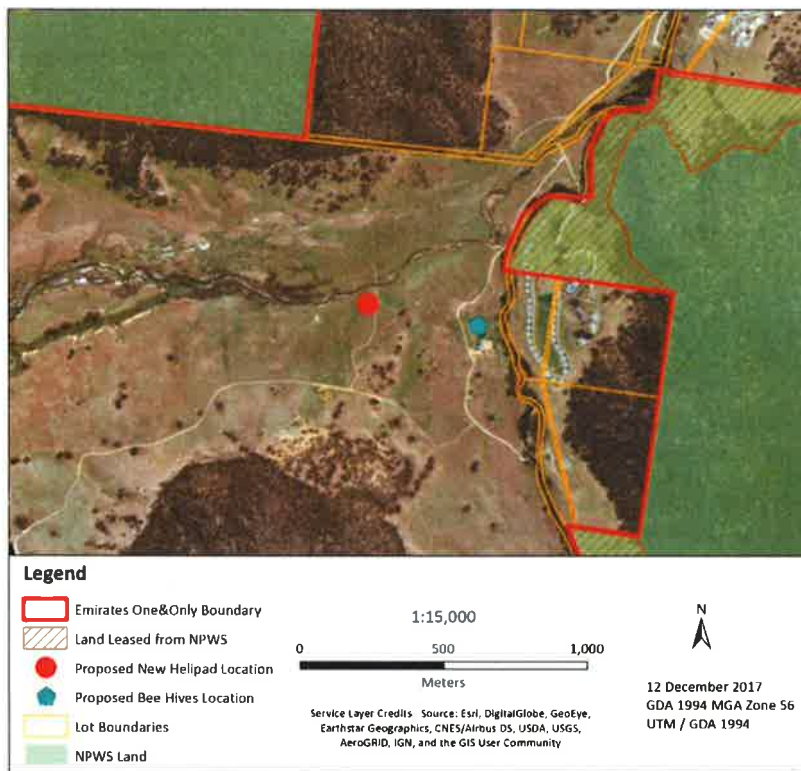 Legend
Emirates One&Only Boundary
Land Leased from NPWS
Proposed New Helipad Location
Proposed Bee Hives Location
Lot Boundaries
NPWS Land
1:15,000
0 500 1,000
Meters
Service Layer Credits Source: Esri, DigitalGlobe, GeoEye,
Earthstar Geographics, CNES/Airbus DS, USDA, USGS,
AeroGRID, IGN, and the GIS User Community
N
12 December 2017
GDA 1994 MGA Zone 56
UTM / GDA 1994